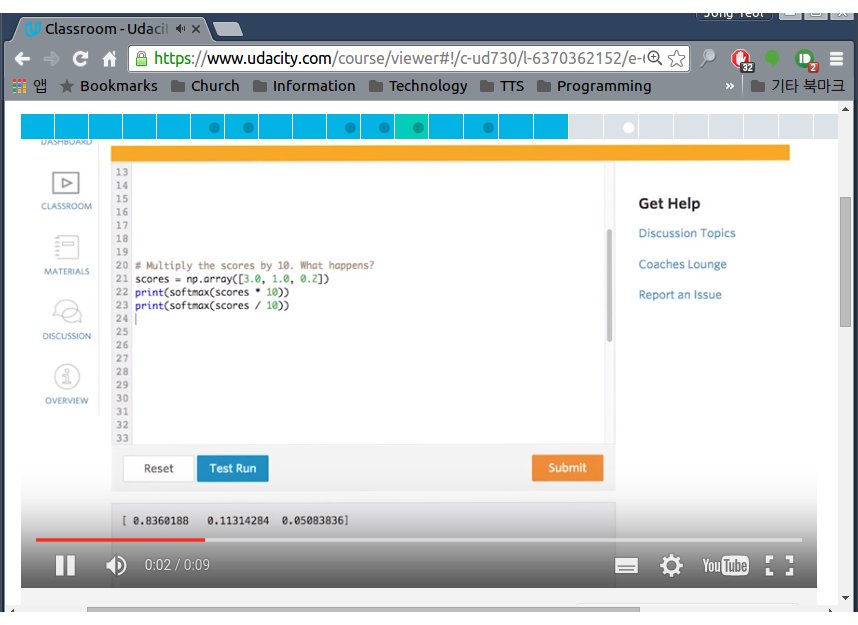 Classroom - Udacil
https://www.udacity.com/course/viewer#!/c-ud730/l-6370362152/e-
32
2
앱 Bookmarks Church Information Technology TTS Programming » 기타 북마크
DASHBOARD
CLASSROOM
MATERIALS
DISCUSSION
OVERVIEW
13
14
15
16
17
18
19
20 # Multiply the scores by 10. What happens?
21 scores = np.array([3.0, 1.0, 0.2])
22 print(softmax(scores * 10))
23 print(softmax(scores / 10))
24
25
26
27
28
29
30
31
32
33
Get Help
Discussion Topics
Coaches Lounge
Report an Issue
Reset Test Run Submit
[ 0.8360188 0.11314284 0.05083836]
0:02 / 0:09
YouTube